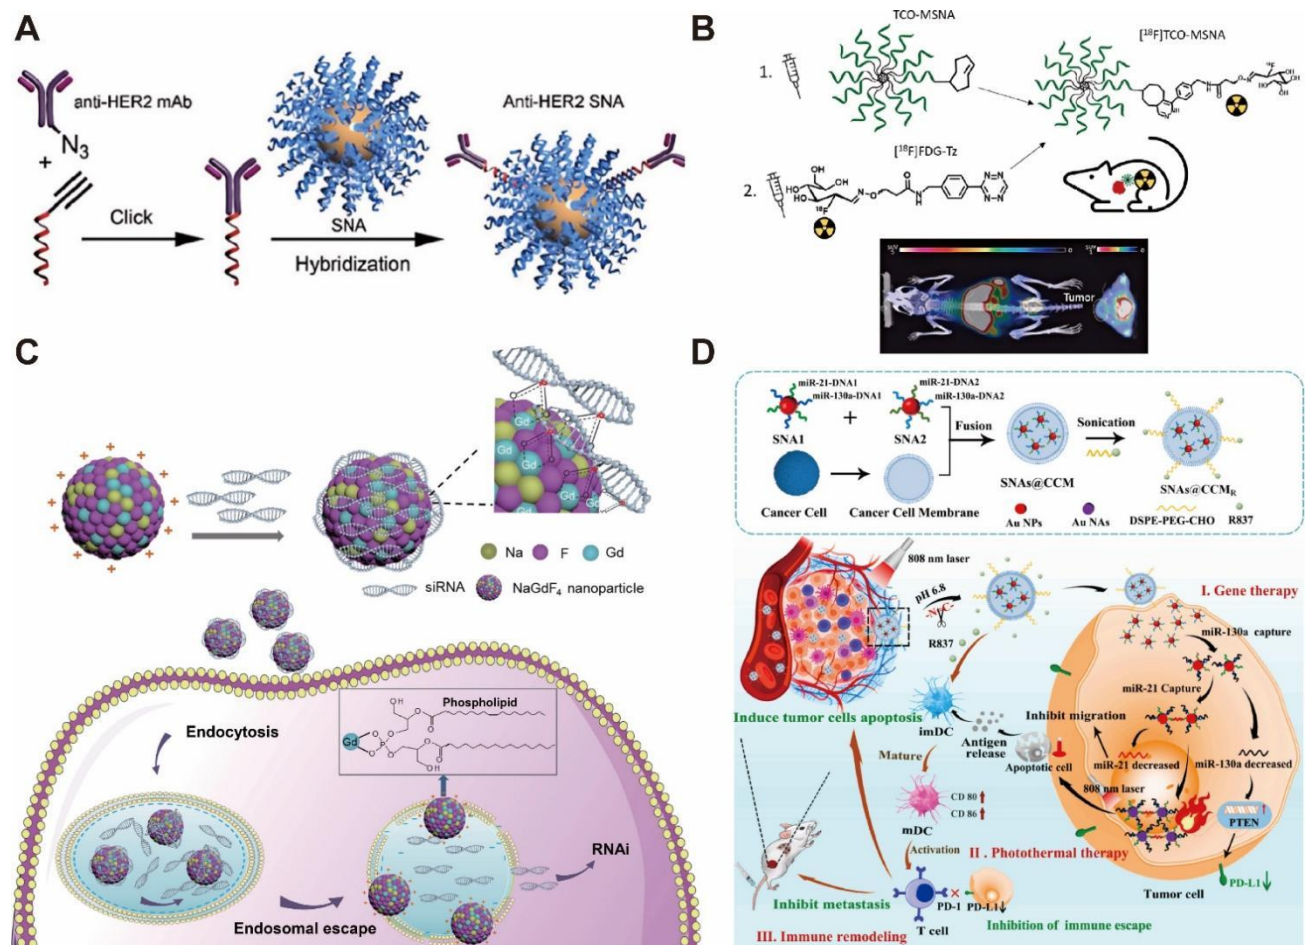 A
anti-HER2 mAb
N3
+
Click
SNA
Hybridization
Anti-HER2 SNA
B
TCO-MSNA
[18F]TCO-MSNA
1.
[18F]FDG-Tz
2.
Tumor
C
+
Gd
Gd
Gd
Gd
Na
F
Gd
siRNA
NaGdF4 nanoparticle
Endocytosis
Phospholipid
HO
Gd
O
P
OH
RNAi
Endosomal escape
D
miR-21-DNA1
miR-130a-DNA1
miR-21-DNA2
miR-130a-DNA2
+
SNA1
SNA2
Fusion
Sonication
Cancer Cell
Cancer Cell Membrane
SNAs@CCM
SNAs@CCMR
Au NPs
Au NAs
DSPE-PEG-CHO
R837
808 nm laser
pH 6.8
-N=C-
R837
I. Gene therapy
miR-130a capture
miR-21 Capture
Inhibit migration
miR-21 decreased
miR-130a decreased
808 nm laser
PTEN
PD-L1
Tumor cell
Induce tumor cells apoptosis
imDC
Antigen
release
Apoptotic cell
Mature
CD 80
CD 86
mDC
Activation
II . Photothermal therapy
Inhibit metastasis
PD-1
PD-L1
T cell
Inhibition of immune escape
III. Immune remodeling